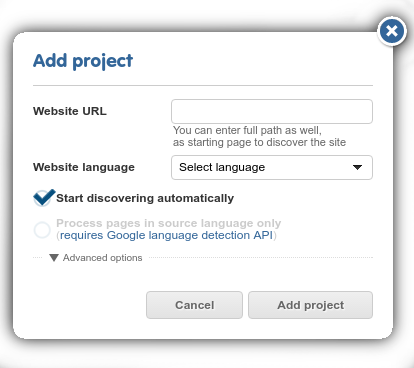 Add project
Website URL
You can enter full path as well,
as starting page to discover the site
Website language
Select language
Start discovering automatically
Process pages in source language only
(requires Google language detection API)
Advanced options
Cancel
Add project